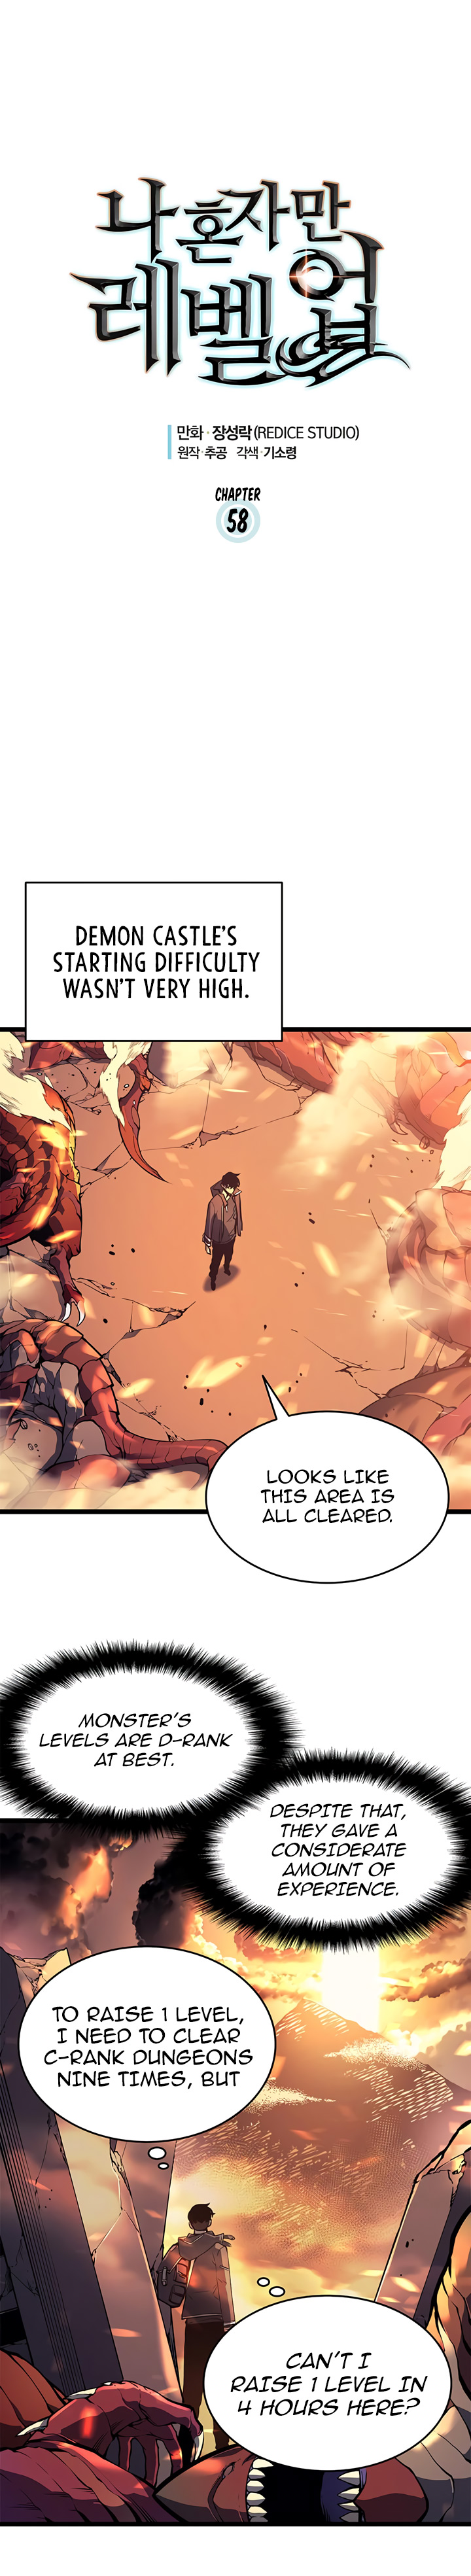 나 혼자만
레벨업
만화·장성락(REDICE STUDIO)
원작·추공 각색·기소령
CHAPTER
58
DEMON CASTLE'S
STARTING DIFFICULTY
WASN'T VERY HIGH.
LOOKS LIKE
THIS AREA IS
ALL CLEARED.
MONSTER'S
LEVELS ARE D-RANK
AT BEST.
DESPITE THAT,
THEY GAVE A
CONSIDERATE
AMOUNT OF
EXPERIENCE.
TO RAISE 1 LEVEL,
I NEED TO CLEAR
C-RANK DUNGEONS
NINE TIMES, BUT
CAN'T I
RAISE 1 LEVEL IN
4 HOURS HERE?